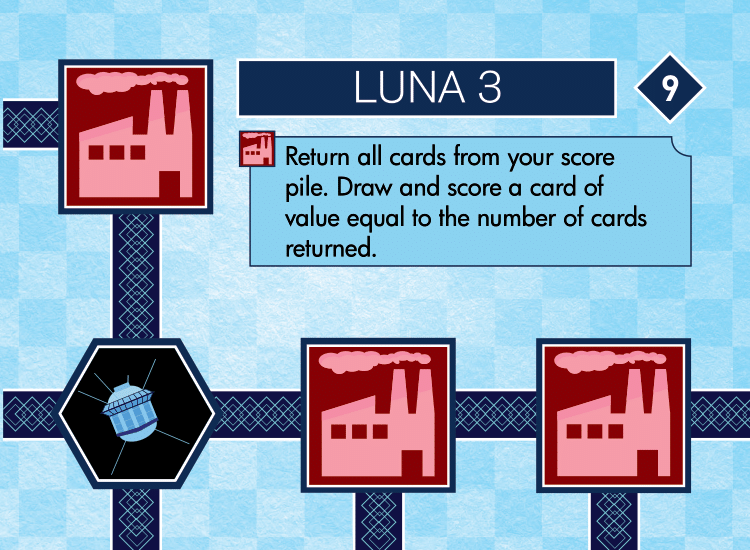 LUNA 3
9
Return all cards from your score
pile. Draw and score a card of
value equal to the number of cards
returned.